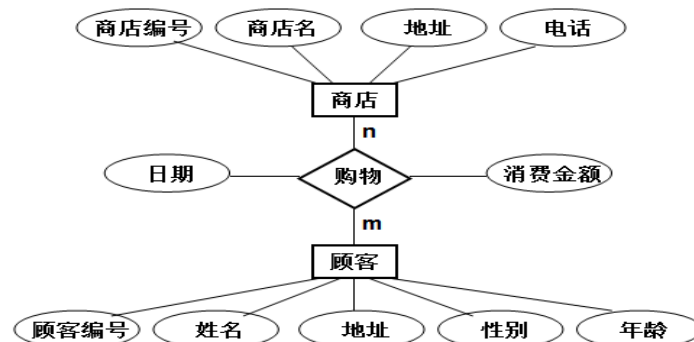 商店编号 商店名 地址 电话
商店
n
日期 购物 消费金额
m
顾客
顾客编号 姓名 地址 性别 年龄